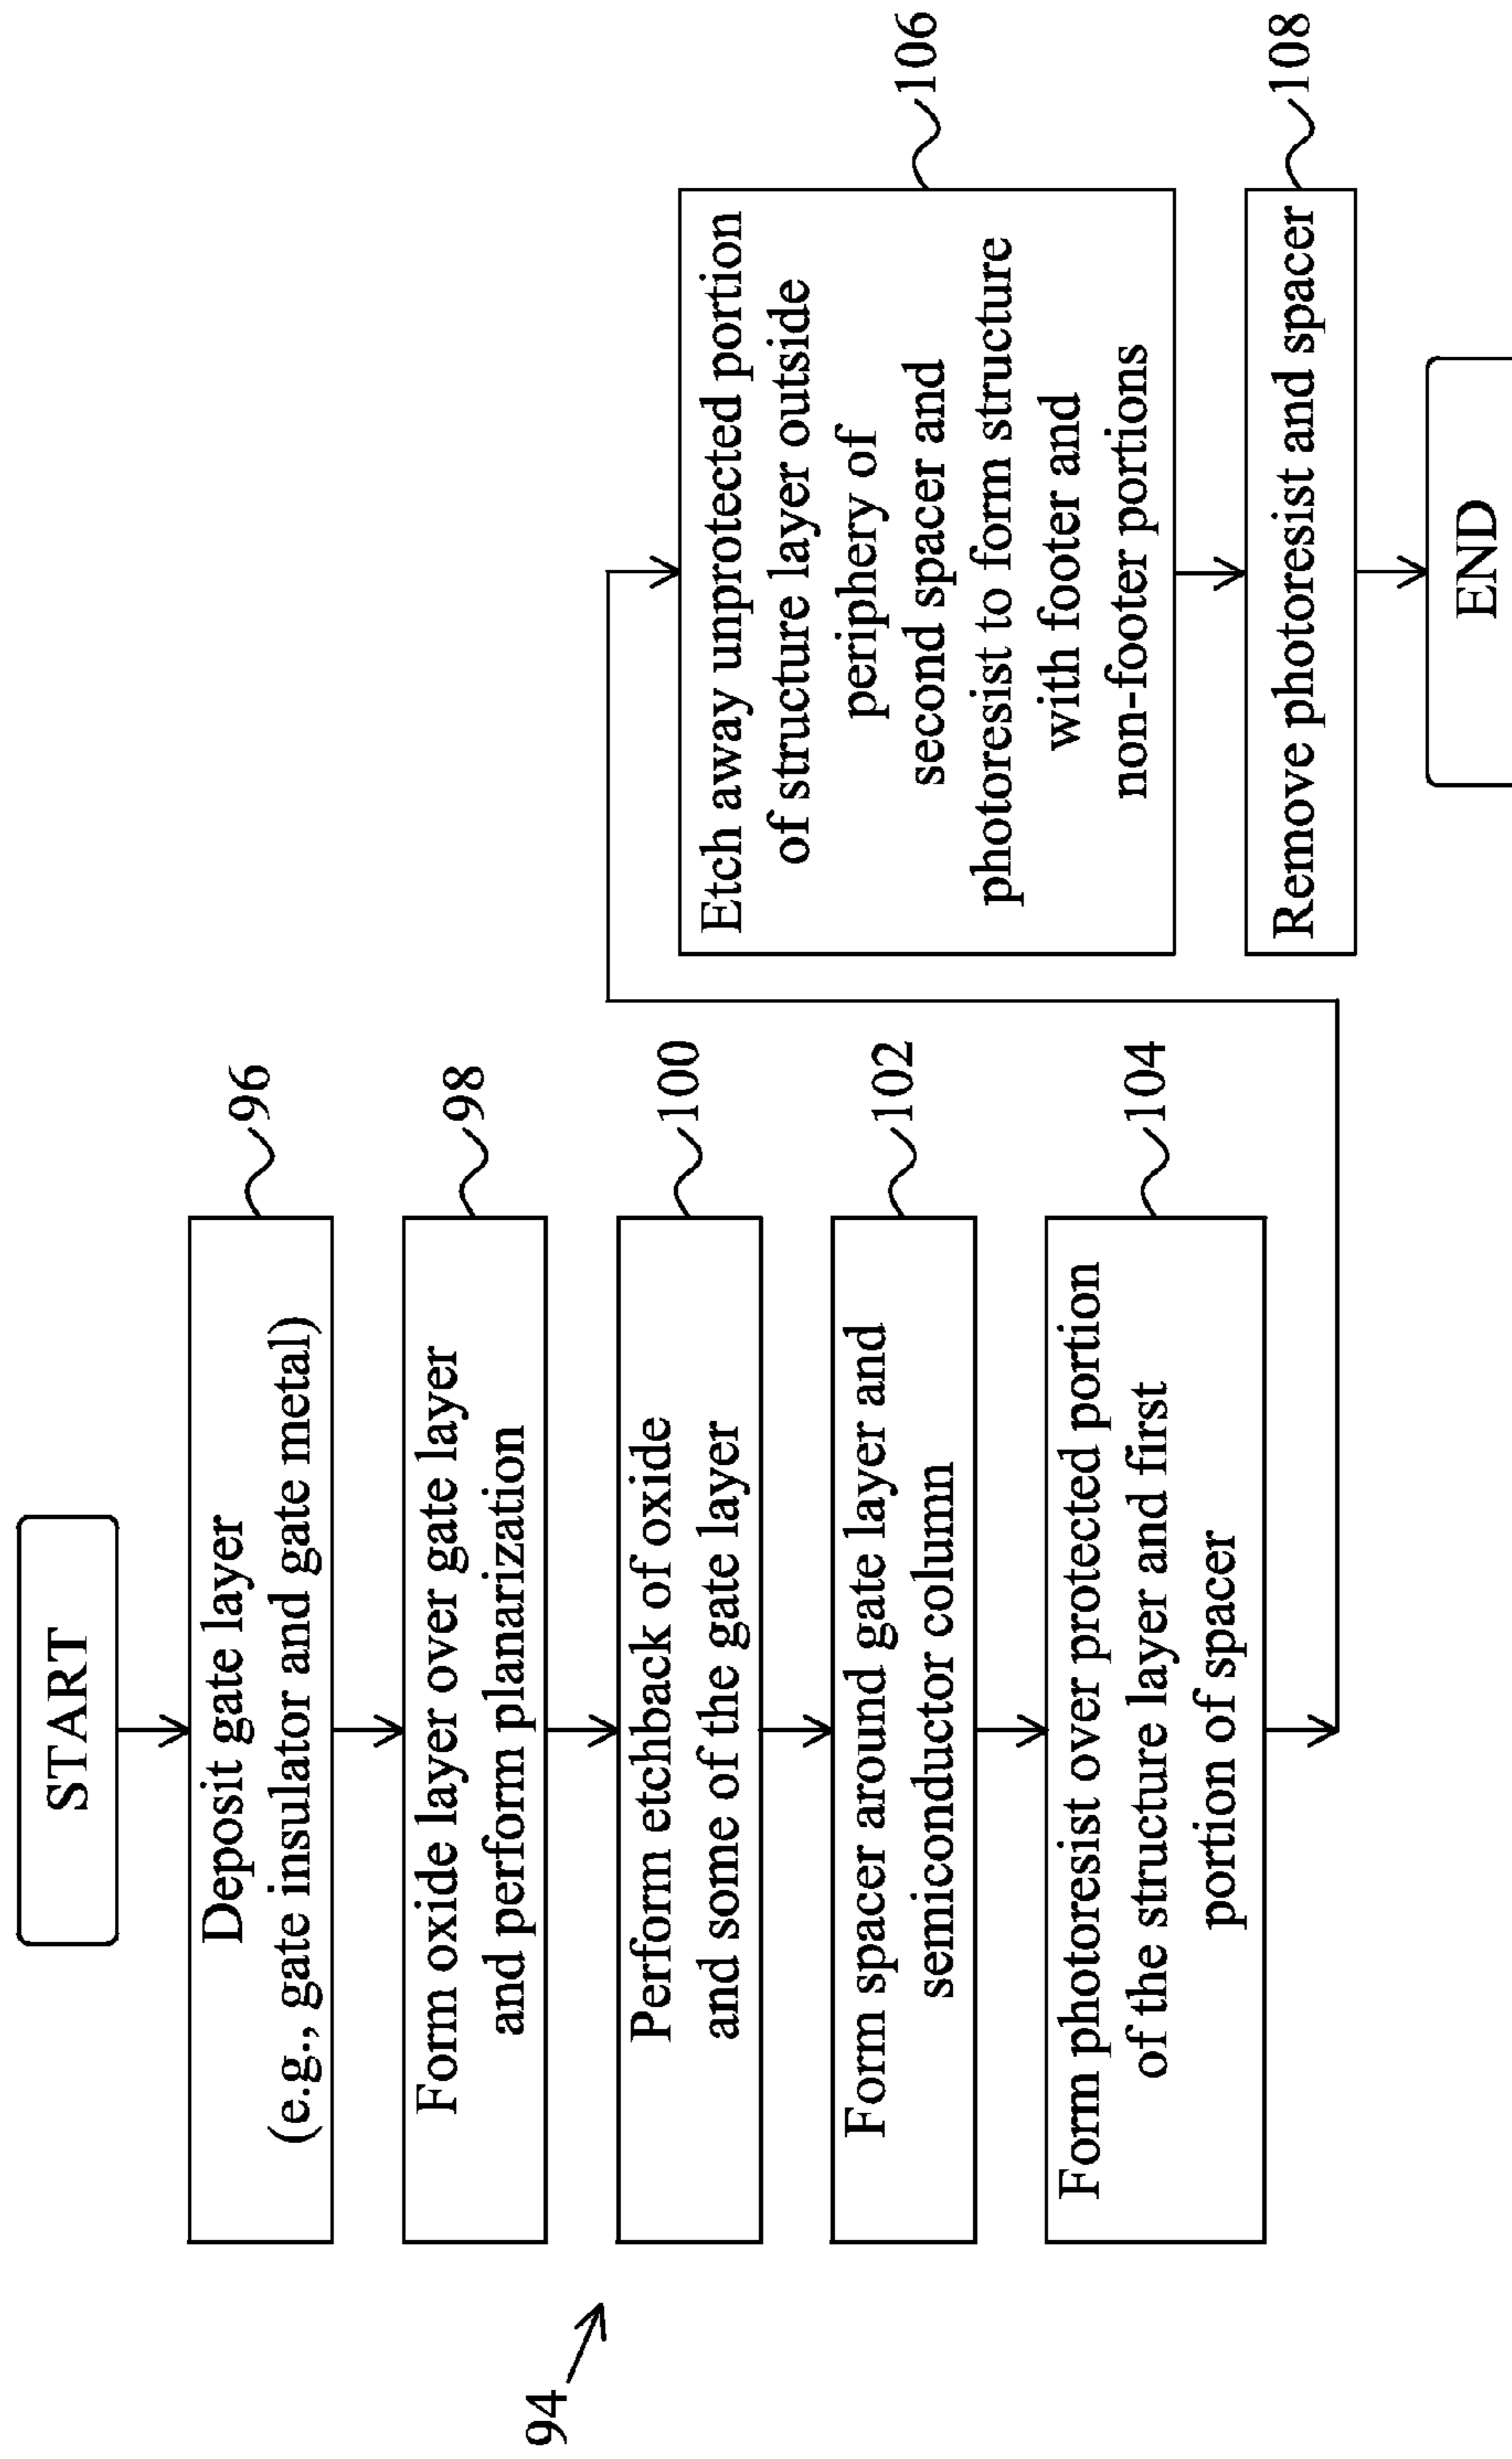 94
START
Deposit gate layer
(e.g., gate insulator and gate metal)
96
Form oxide layer over gate layer
and perform planarization
98
Perform etchback of oxide
and some of the gate layer
100
Form spacer around gate layer and
semiconductor column
102
Form photoresist over protected portion
of the structure layer and first
portion of spacer
104
Etch away unprotected portion
of structure layer outside
periphery of
second spacer and
photoresist to form structure
with footer and
non-footer portions
106
Remove photoresist and spacer
108
END